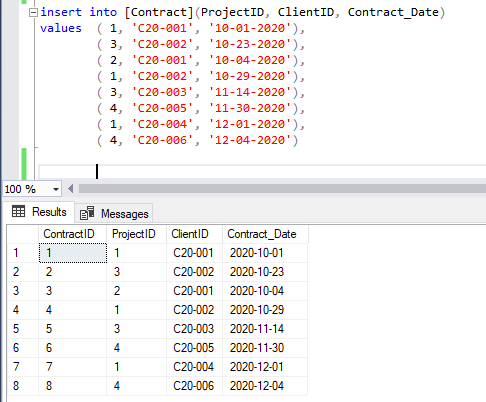 insert into [Contract](ProjectID, ClientID, Contract_Date)
values ( 1, 'C20-001', '10-01-2020'),
( 3, 'C20-002', '10-23-2020'),
( 2, 'C20-001', '10-04-2020'),
( 1, 'C20-002', '10-29-2020'),
( 3, 'C20-003', '11-14-2020'),
( 4, 'C20-005', '11-30-2020'),
( 1, 'C20-004', '12-01-2020'),
( 4, 'C20-006', '12-04-2020')
100 %
Results Messages
ContractID ProjectID ClientID Contract_Date
1 1 1 C20-001 2020-10-01
2 2 3 C20-002 2020-10-23
3 3 2 C20-001 2020-10-04
4 4 1 C20-002 2020-10-29
5 5 3 C20-003 2020-11-14
6 6 4 C20-005 2020-11-30
7 7 1 C20-004 2020-12-01
8 8 4 C20-006 2020-12-04